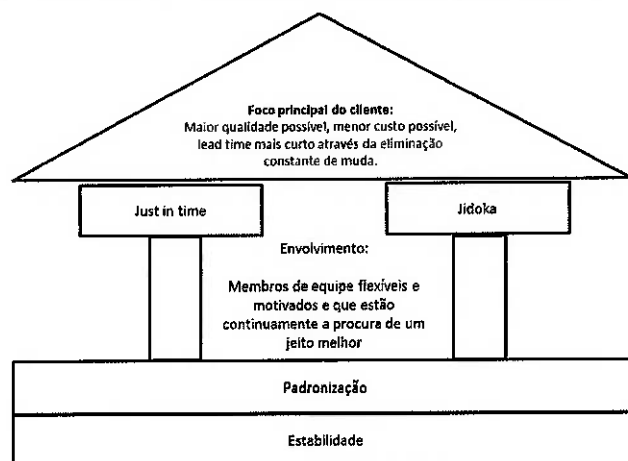 Foco principal do cliente:
Maior qualidade possível, menor custo possível,
lead time mais curto através da eliminação
constante de muda.
Just in time
Jidoka
Envolvimento:
Membros de equipe flexíveis e
motivados e que estão
continuamente a procura de um
jeito melhor
Padronização
Estabilidade